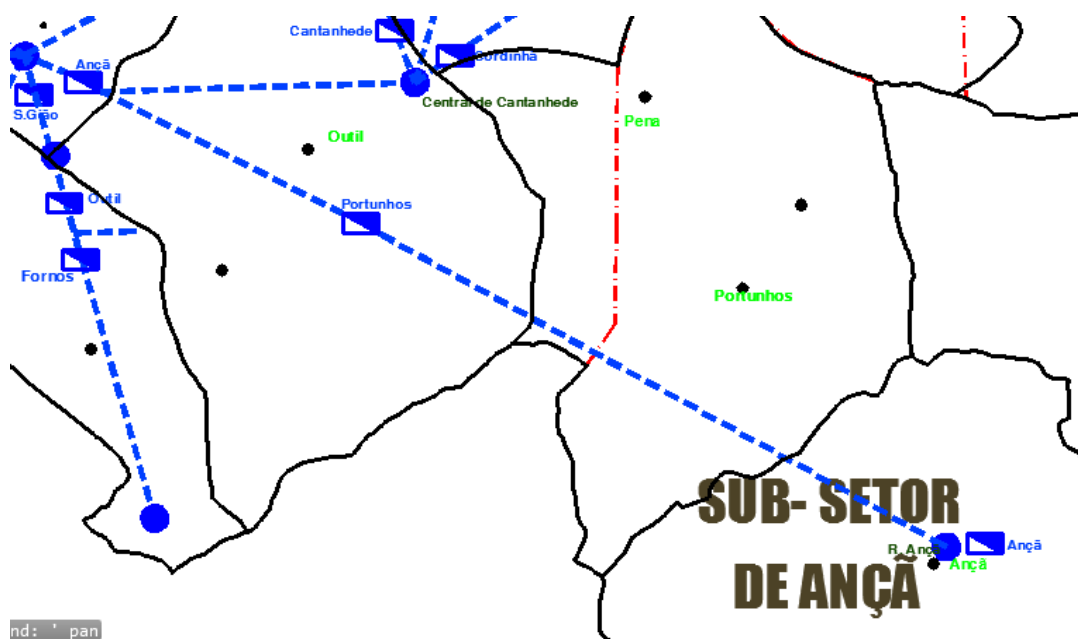 Cantanhede
Sordinha
Ançã
Central de Cantanhede
S.Gião
Pena
Outil
Outil
Portunhos
Fornos
Portunhos
SUB- SETOR
R. Ançã
Ançã
Ançã
DE ANÇÃ
nd: ' pan